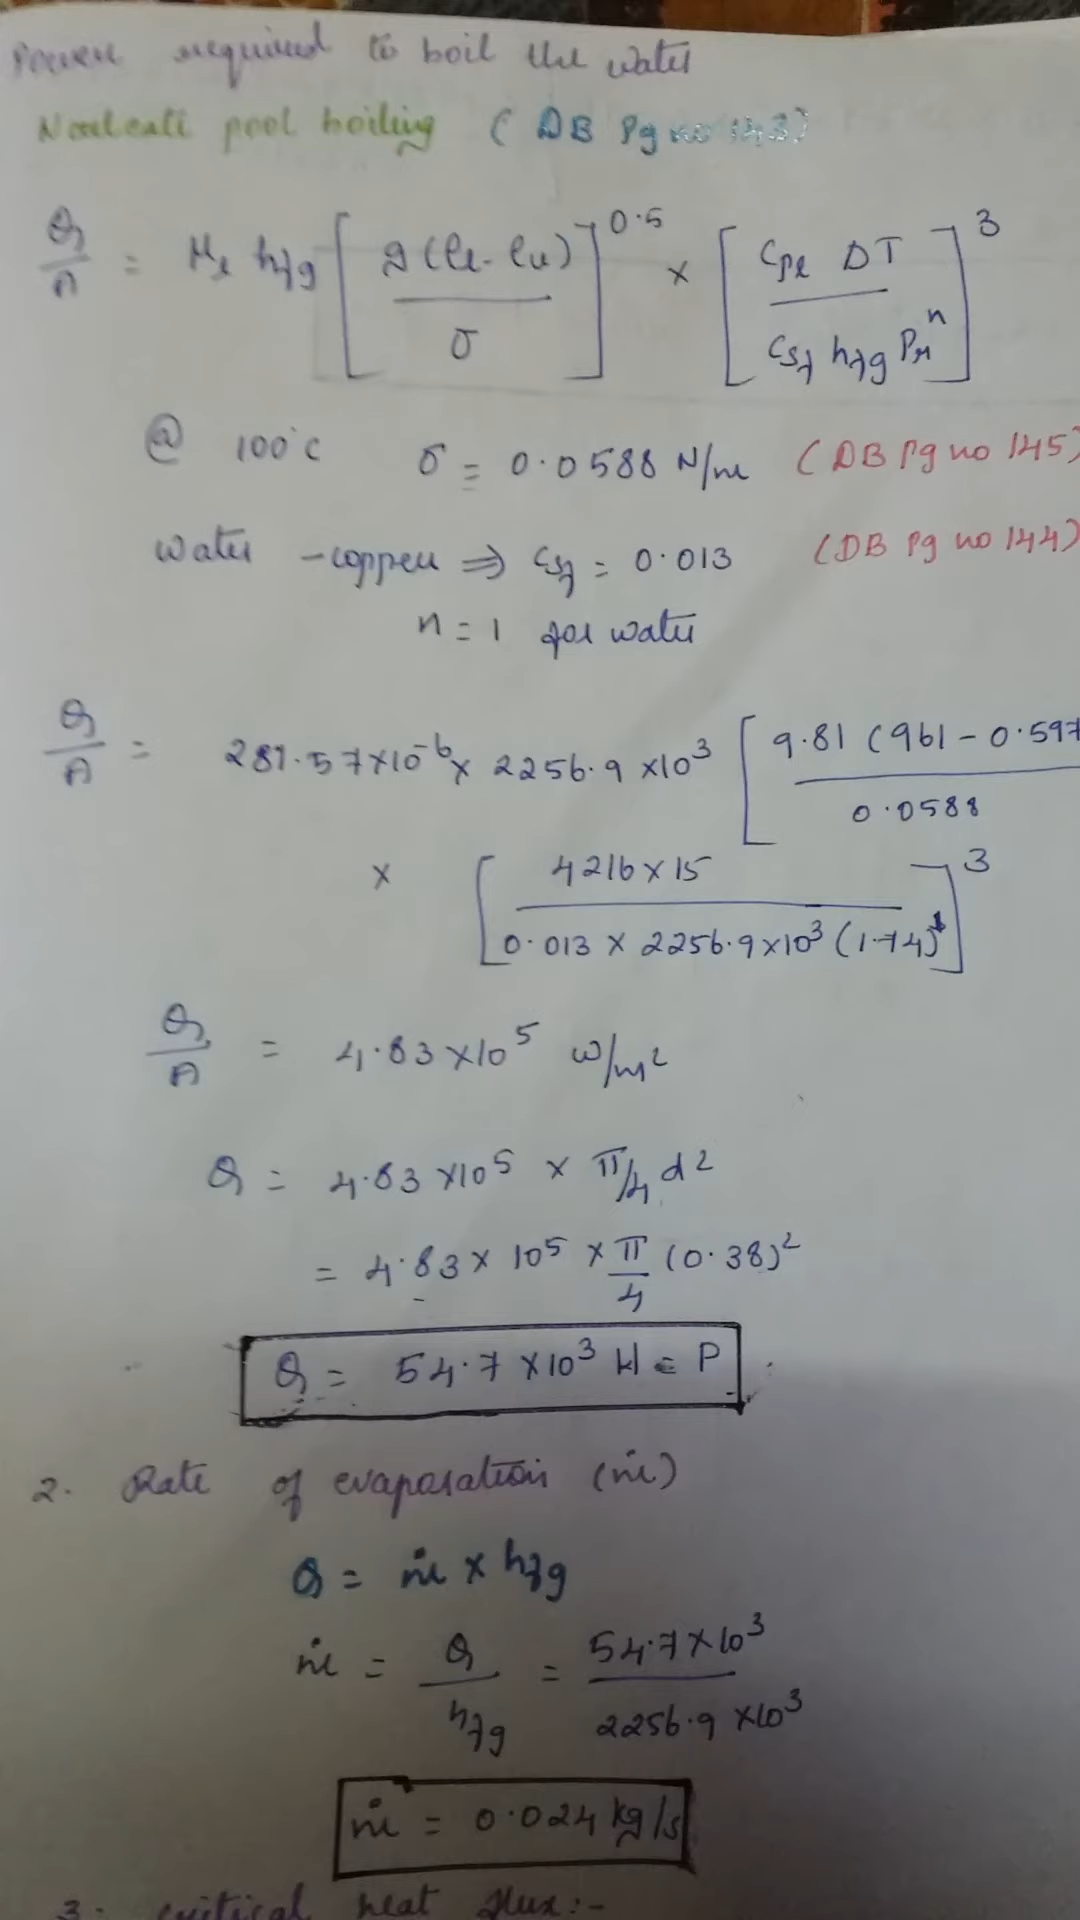 Power required to boil the water
Nucleate pool boiling (DB Pg no 143)
Q/A = μl hfg [g(ρl - ρv)/σ]^0.5 × [Cpl ΔT/Csf hfg Pr^n]^3
@ 100°C σ = 0.0588 N/m (DB Pg no 145)
water - copper ⇒ Csf = 0.013 (DB Pg no 144)
n = 1 for water
Q/A = 281.57×10^-6 × 2256.9 ×10^3 [9.81 (961 - 0.597/0.0588
× [4216×15/0.013 × 2256.9×10^3 (1.74)^1]^3
Q/A = 4.83×10^5 W/m²
Q = 4.83×10^5 × π/4 d²
= 4.83×10^5 × π/4 (0.38)²
Q = 54.7 ×10^3 W = P
2. Rate of evaporation (ṁ)
Q = ṁ × hfg
ṁ = Q/hfg = 54.7×10^3/2256.9 ×10^3
ṁ = 0.024 kg/s
3. critical heat flux:-